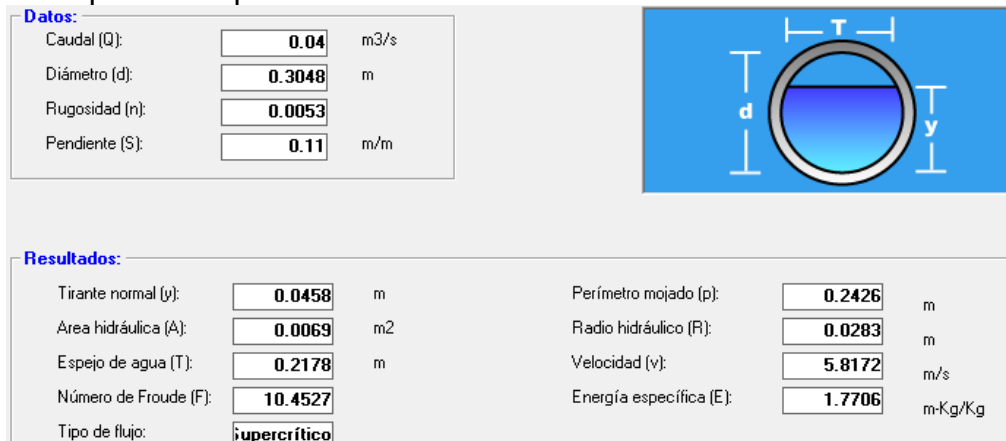 Datos:
Caudal (Q): 0.04 m3/s
Diámetro (d): 0.3048 m
Rugosidad (n): 0.0053
Pendiente (S): 0.11 m/m
T
d
y
Resultados:
Tirante normal (y): 0.0458 m Perímetro mojado (p): 0.2426 m
Area hidráulica (A): 0.0069 m2 Radio hidráulico (R): 0.0283 m
Espejo de agua (T): 0.2178 m Velocidad (v): 5.8172 m/s
Número de Froude (F): 10.4527 Energía específica (E): 1.7706 m-Kg/Kg
Tipo de flujo: upercrítico